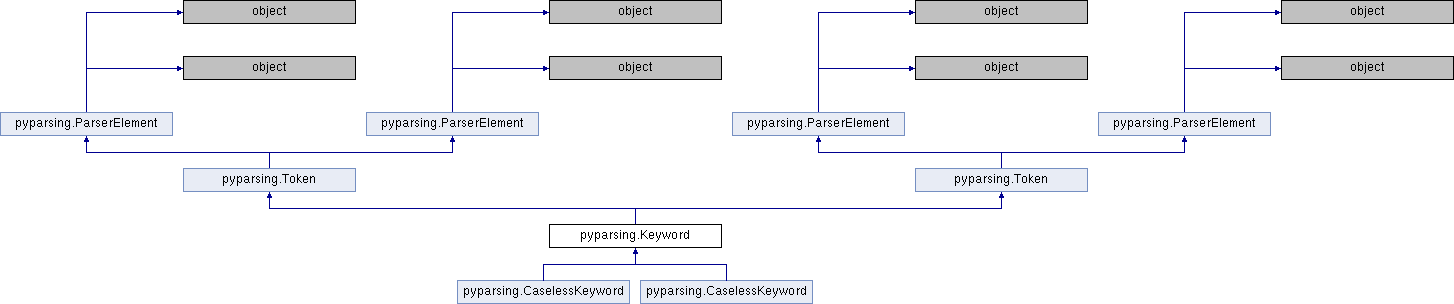 object
object
object
object
object
object
object
object
pyparsing.ParserElement
pyparsing.ParserElement
pyparsing.ParserElement
pyparsing.ParserElement
pyparsing.Token
pyparsing.Token
pyparsing.Keyword
pyparsing.CaselessKeyword
pyparsing.CaselessKeyword